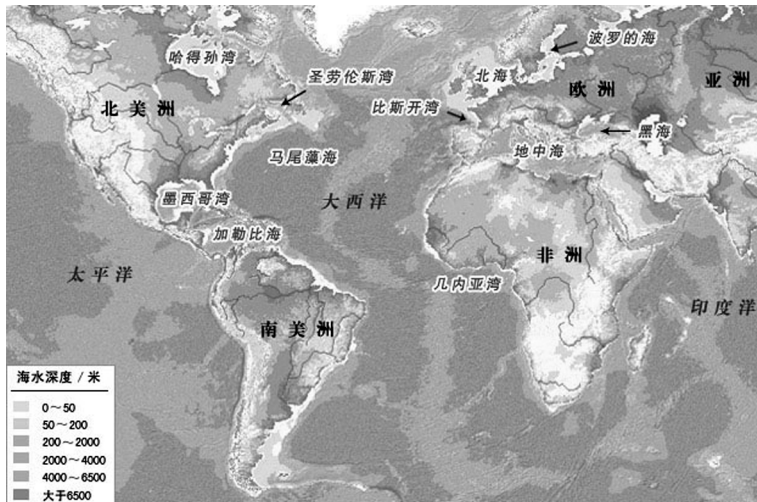 波罗的海
哈得孙湾
圣劳伦斯湾
北海
欧洲
亚洲
北美洲
比斯开湾
黑海
马尾藻海
地中海
墨西哥湾
大西洋
加勒比海
非洲
太平洋
几内亚湾
印度洋
南美洲
海水深度 / 米
0～50
50～200
200～2000
2000～4000
4000～6500
大于6500